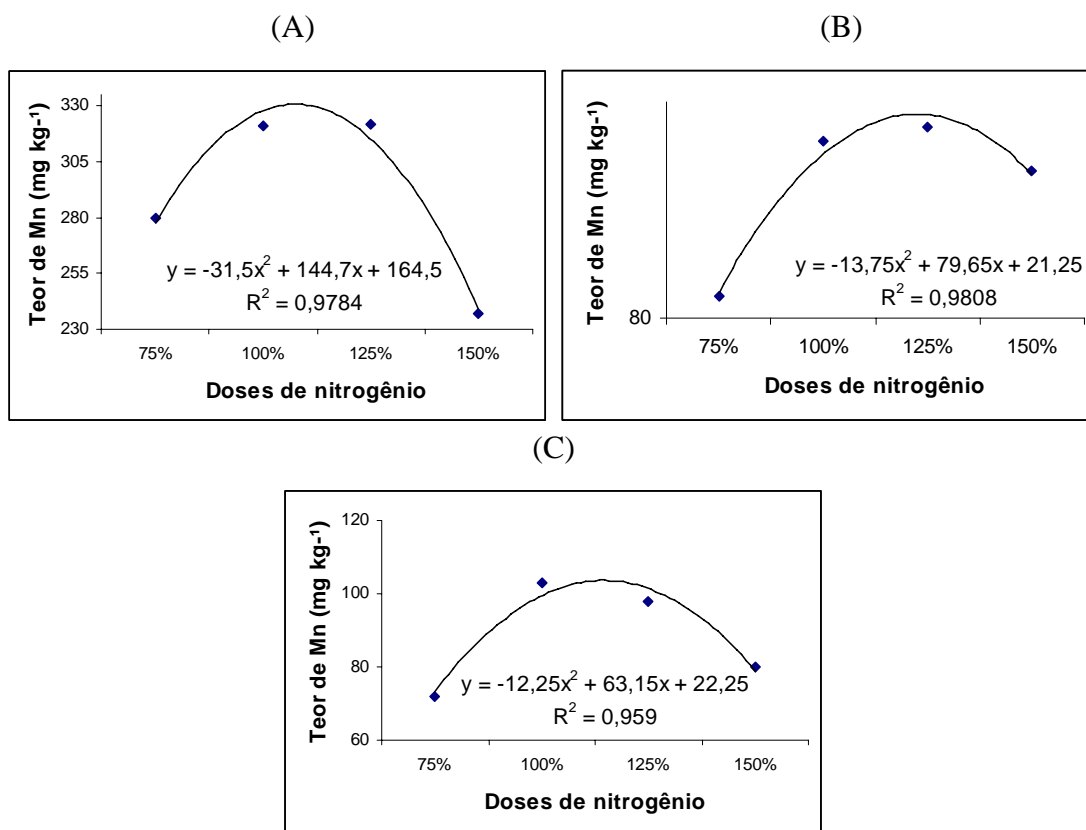 (A)
Teor de Mn (mg kg⁻¹)
330
305
280
255
230
y = -31,5x² + 144,7x + 164,5
R² = 0,9784
75% 100% 125% 150%
Doses de nitrogênio
(B)
Teor de Mn (mg kg⁻¹)
80
y = -13,75x² + 79,65x + 21,25
R² = 0,9808
75% 100% 125% 150%
Doses de nitrogênio
(C)
Teor de Mn (mg kg⁻¹)
120
100
80
60
y = -12,25x² + 63,15x + 22,25
R² = 0,959
75% 100% 125% 150%
Doses de nitrogênio